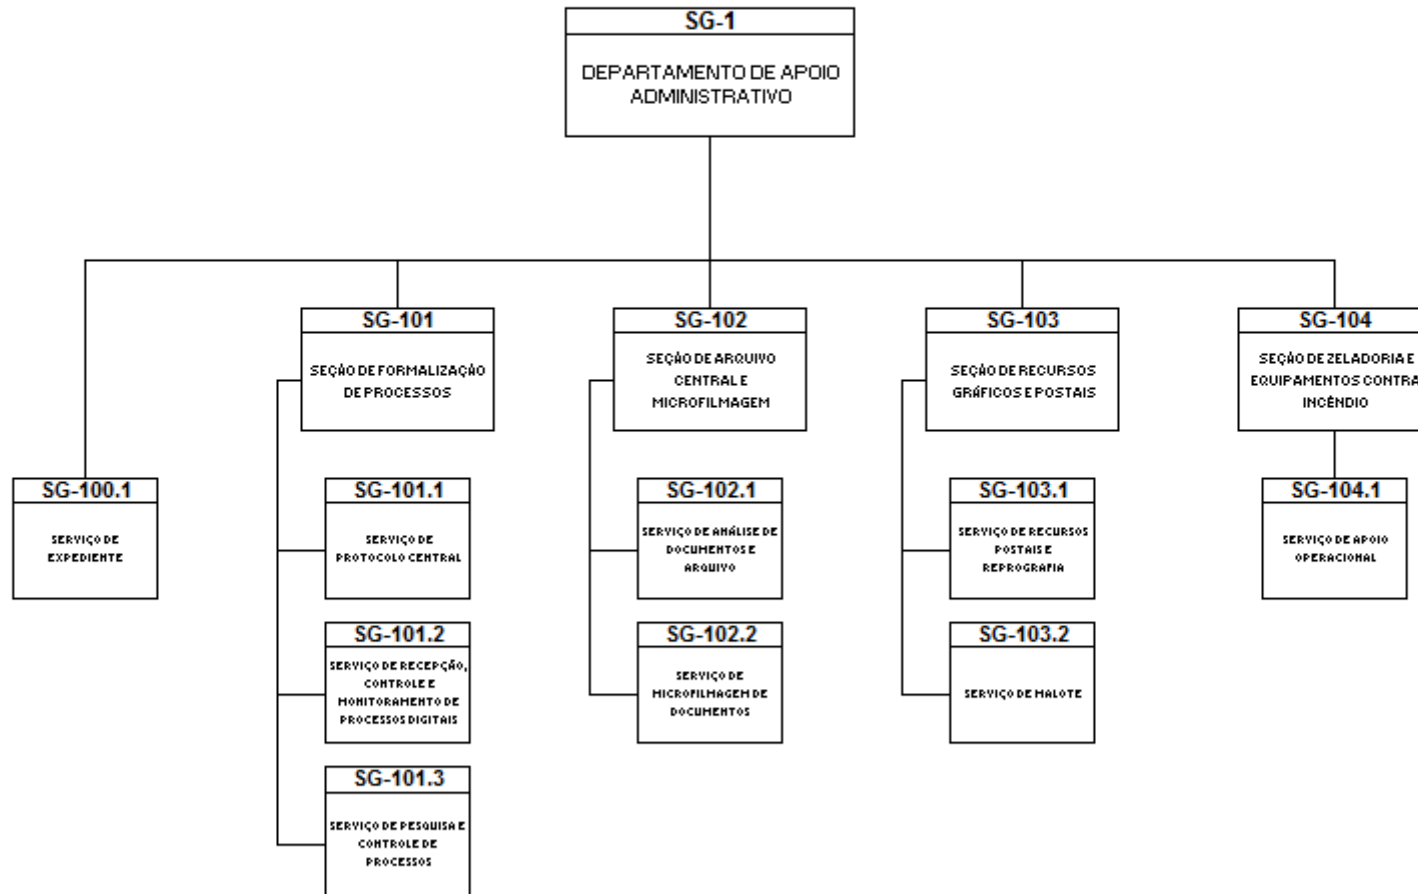 SG-1
DEPARTAMENTO DE APOIO
ADMINISTRATIVO
SG-101
SEÇÃO DE FORMALIZAÇÃO
DE PROCESSOS
SG-102
SEÇÃO DE ARQUIVO
CENTRAL E
MICROFILMAGEM
SG-103
SEÇÃO DE RECURSOS
GRÁFICOS E POSTAIS
SG-104
SEÇÃO DE ZELADORIA E
EQUIPAMENTOS CONTRA
INCÊNDIO
SG-100.1
SERVIÇO DE
EXPEDIENTE
SG-101.1
SERVIÇO DE
PROTOCOLO CENTRAL
SG-102.1
SERVIÇO DE ANÁLISE DE
DOCUMENTOS E
ARQUIVO
SG-103.1
SERVIÇO DE RECURSOS
POSTAIS E
REPROGRAFIA
SG-104.1
SERVIÇO DE APOIO
OPERACIONAL
SG-101.2
SERVIÇO DE RECEPÇÃO,
CONTROLE E
MONITORAMENTO DE
PROCESSOS DIGITAIS
SG-102.2
SERVIÇO DE
MICROFILMAGEM DE
DOCUMENTOS
SG-103.2
SERVIÇO DE MALOTE
SG-101.3
SERVIÇO DE PESQUISA E
CONTROLE DE
PROCESSOS